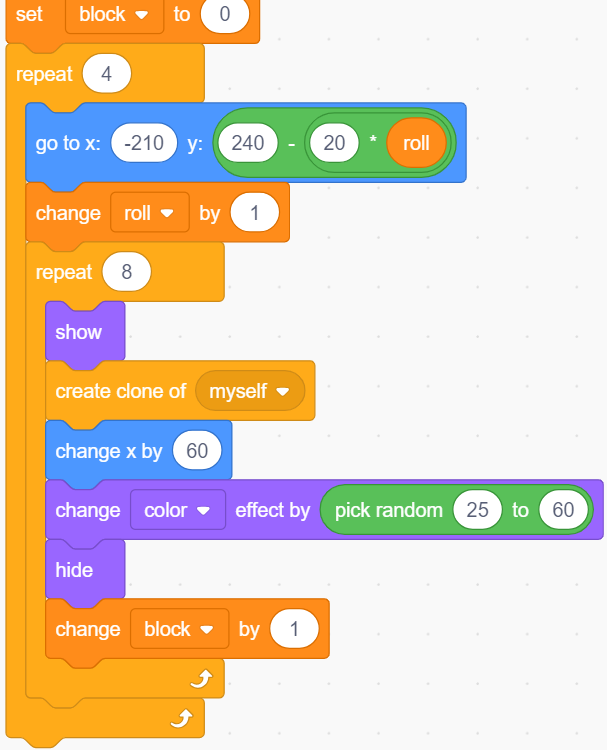 set block to 0
repeat 4
go to x: -210 y: 240 - 20 * roll
change roll by 1
repeat 8
show
create clone of myself
change x by 60
change color effect by pick random 25 to 60
hide
change block by 1